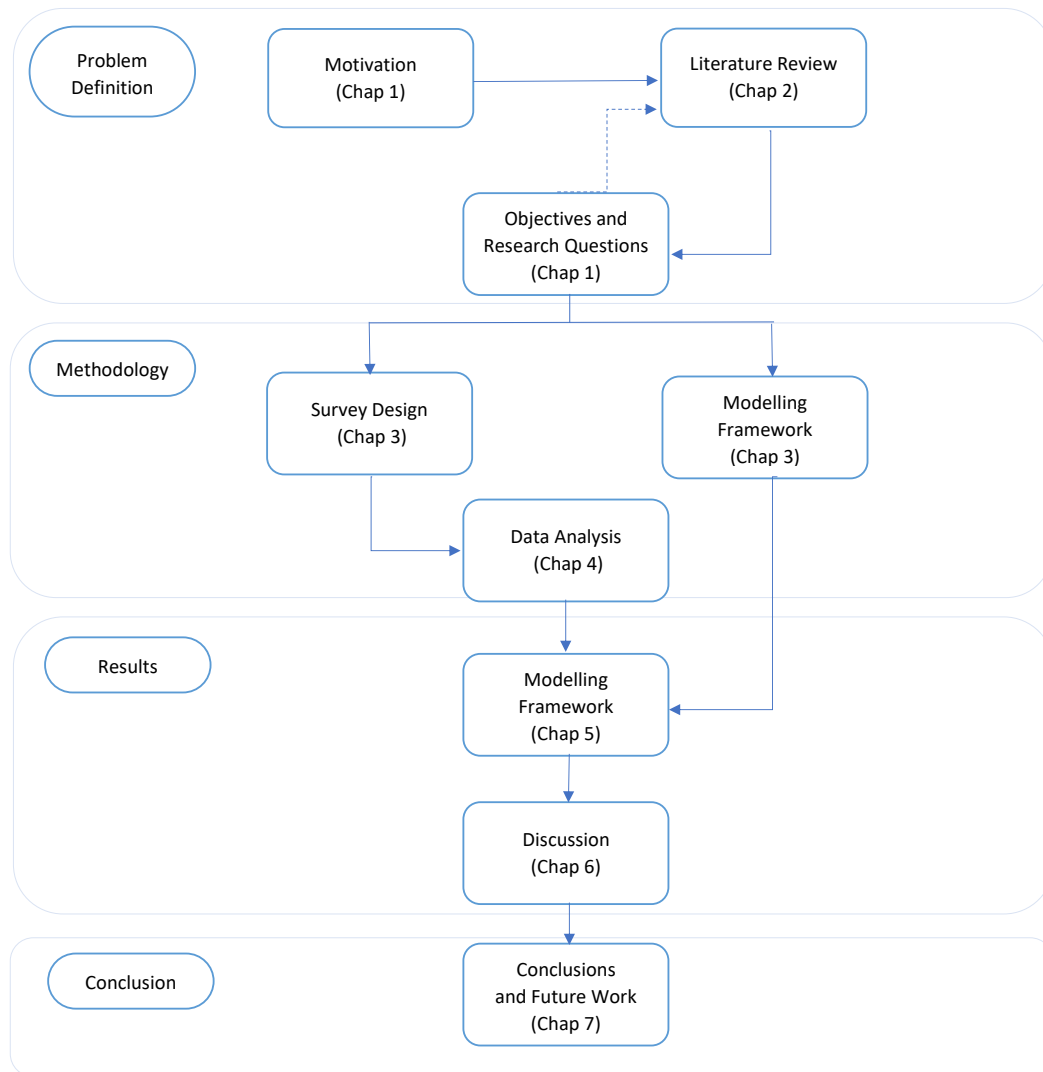 Problem
Definition
Motivation
(Chap 1)
Literature Review
(Chap 2)
Objectives and
Research Questions
(Chap 1)
Methodology
Survey Design
(Chap 3)
Modelling
Framework
(Chap 3)
Data Analysis
(Chap 4)
Results
Modelling
Framework
(Chap 5)
Discussion
(Chap 6)
Conclusion
Conclusions
and Future Work
(Chap 7)